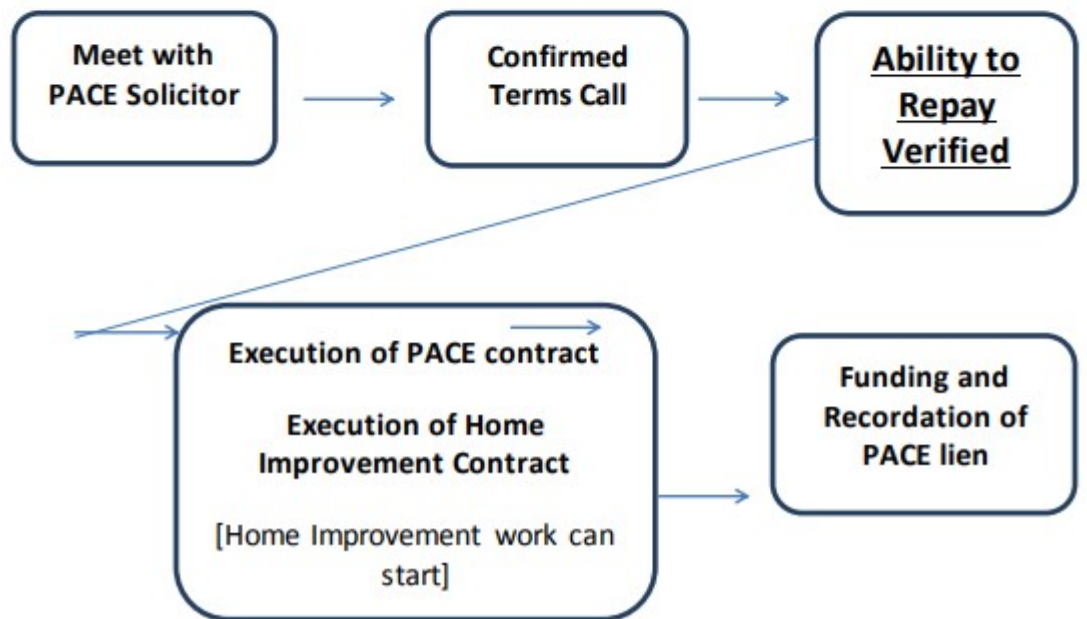 Meet with
PACE Solicitor
Confirmed
Terms Call
Ability to
Repay
Verified
Execution of PACE contract
Execution of Home
Improvement Contract
[Home Improvement work can
start]
Funding and
Recordation of
PACE lien